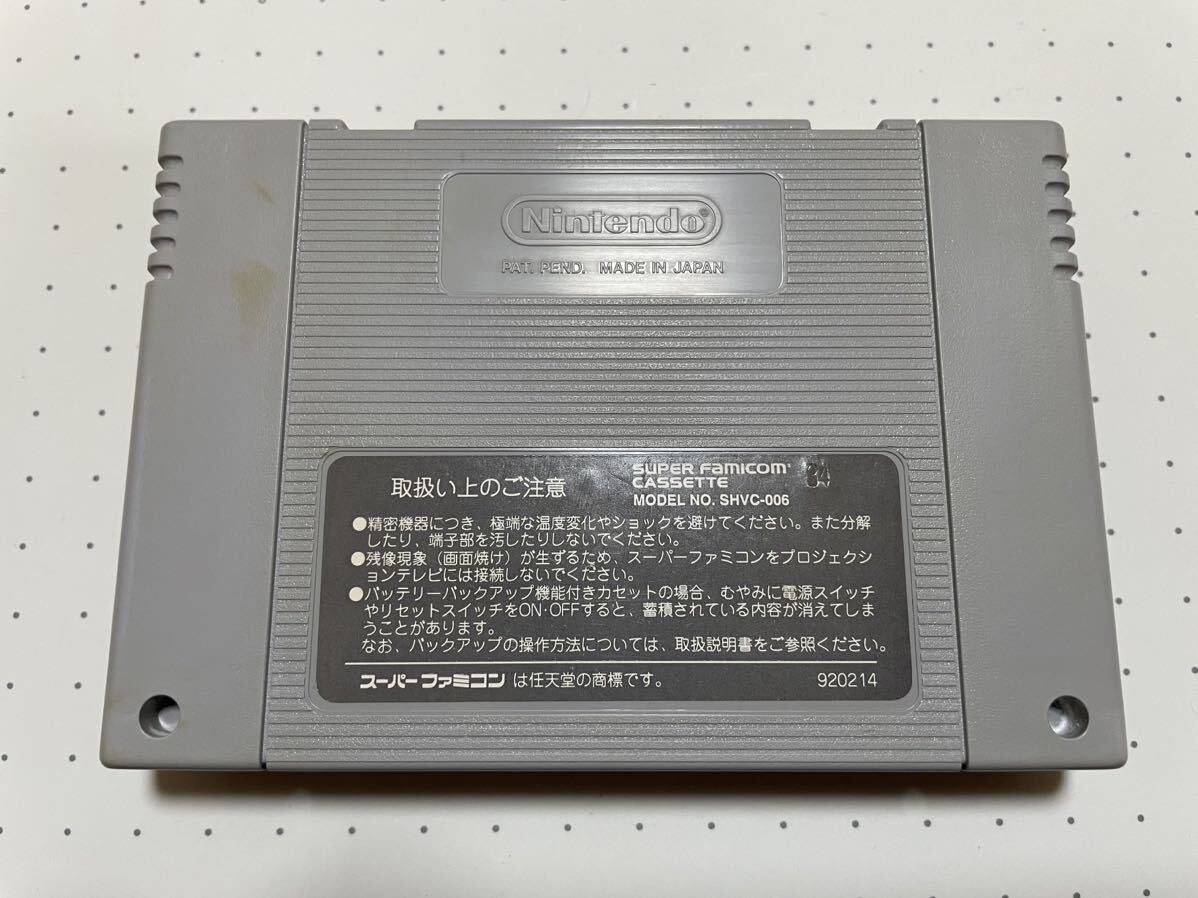 Nintendo®
PAT. PEND. MADE IN JAPAN
取扱い上のご注意
SUPER FAMICOM®
CASSETTE
34
MODEL NO. SHVC-006
●精密機器につき、極端な温度変化やショックを避けてください。また分解
したり、端子部を汚したりしないでください。
●残像現象（画面焼け）が生ずるため、スーパーファミコンをプロジェクシ
ョンテレビには接続しないでください。
●バッテリーバックアップ機能付きカセットの場合、むやみに電源スイッチ
やリセットスイッチをON・OFFすると、蓄積されている内容が消えてしま
うことがあります。
なお、バックアップの操作方法については、取扱説明書をご参照ください。
スーパーファミコンは任天堂の商標です。
920214